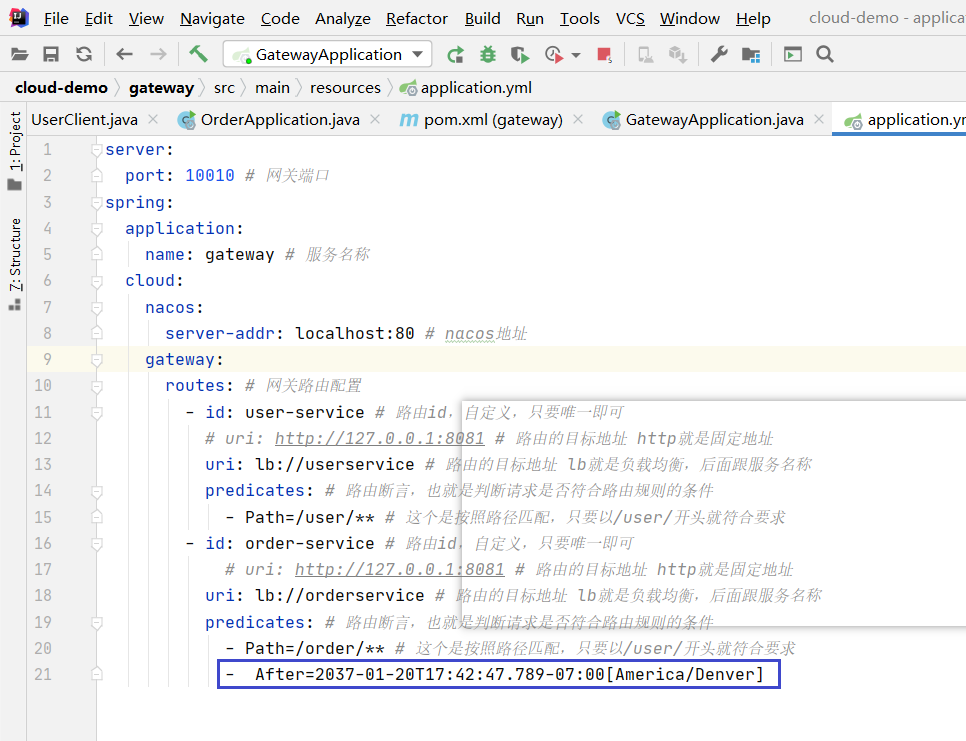 File Edit View Navigate Code Analyze Refactor Build Run Tools VCS Window Help cloud-demo - applica
GatewayApplication
cloud-demo gateway src main resources application.yml
UserClient.java OrderApplication.java pom.xml (gateway) GatewayApplication.java application.ym
1: Project
7: Structure
1 server:
2 port: 10010 # 网关端口
3 spring:
4 application:
5 name: gateway # 服务名称
6 cloud:
7 nacos:
8 server-addr: localhost:80 # nacos地址
9 gateway:
10 routes: # 网关路由配置
11 - id: user-service # 路由id，自定义，只要唯一即可
12 # uri: http://127.0.0.1:8081 # 路由的目标地址 http就是固定地址
13 uri: lb://userservice # 路由的目标地址 lb就是负载均衡，后面跟服务名称
14 predicates: # 路由断言，也就是判断请求是否符合路由规则的条件
15 - Path=/user/** # 这个是按照路径匹配，只要以/user/开头就符合要求
16 - id: order-service # 路由id，自定义，只要唯一即可
17 # uri: http://127.0.0.1:8081 # 路由的目标地址 http就是固定地址
18 uri: lb://orderservice # 路由的目标地址 lb就是负载均衡，后面跟服务名称
19 predicates: # 路由断言，也就是判断请求是否符合路由规则的条件
20 - Path=/order/** # 这个是按照路径匹配，只要以/user/开头就符合要求
21 - After=2037-01-20T17:42:47.789-07:00[America/Denver]